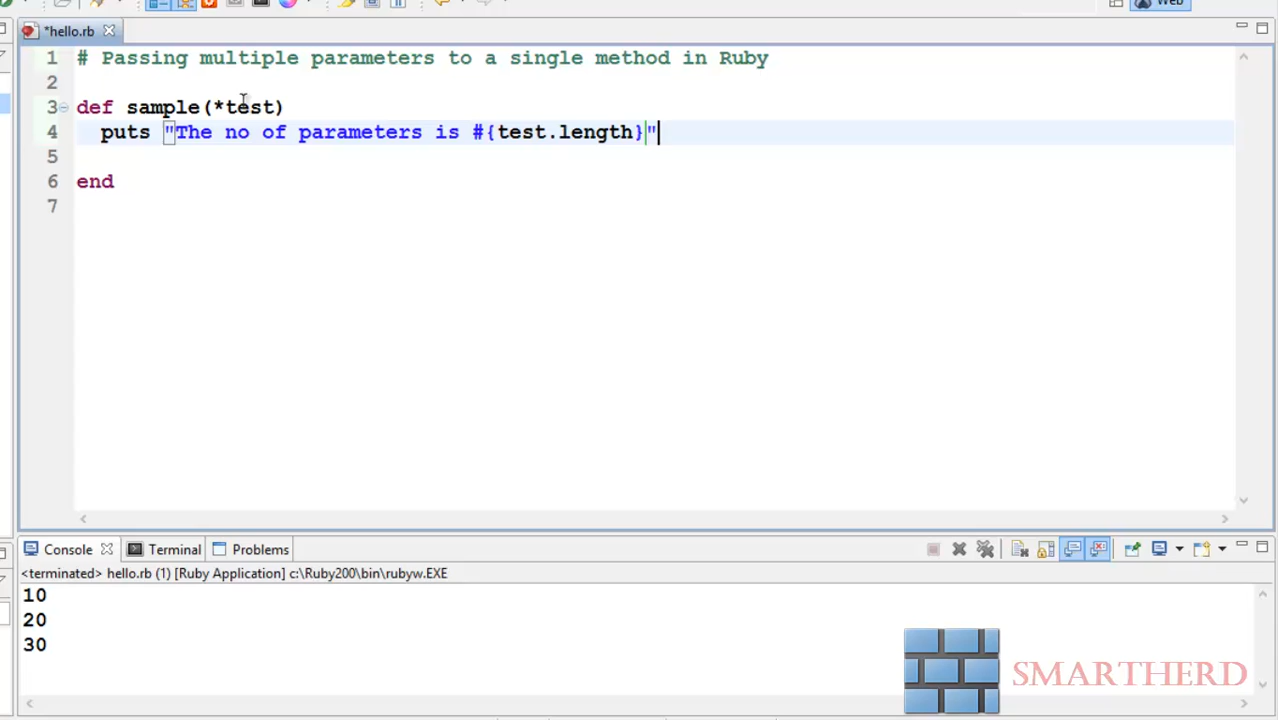 Web
*hello.rb
1 # Passing multiple parameters to a single method in Ruby
2
3 def sample(*test)
4 puts "The no of parameters is #{test.length}"
5
6 end
7
Console Terminal Problems
<terminated> hello.rb (1) [Ruby Application] c:\Ruby200\bin\rubyw.EXE
10
20
30
SMARTHERD